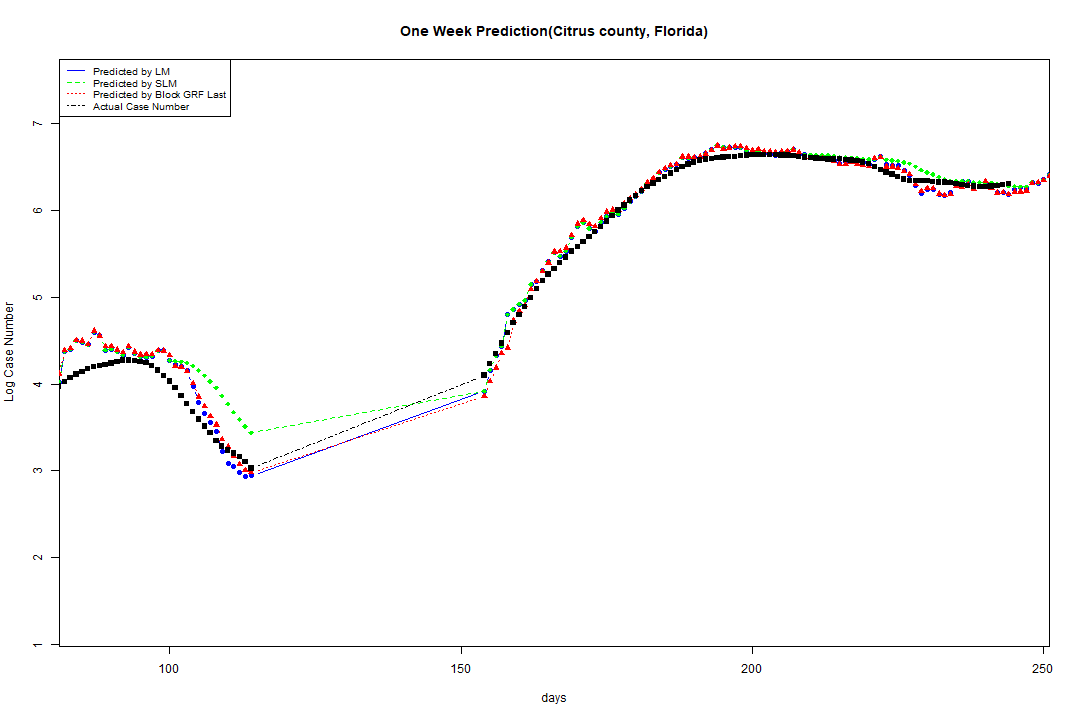 One Week Prediction(Citrus county, Florida)
Predicted by LM
Predicted by SLM
Predicted by Block GRF Last
Actual Case Number
7
6
5
4
3
2
1
Log Case Number
100 150 200 250
days